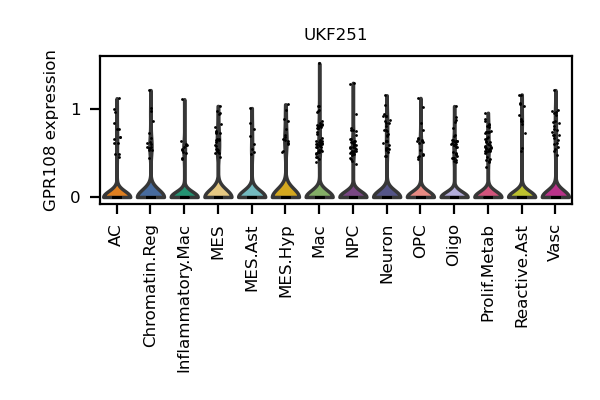 UKF251
GPR108 expression
1
0
AC
Chromatin.Reg
Inflammatory.Mac
MES
MES.Ast
MES.Hyp
Mac
NPC
Neuron
OPC
Oligo
Prolif.Metab
Reactive.Ast
Vasc